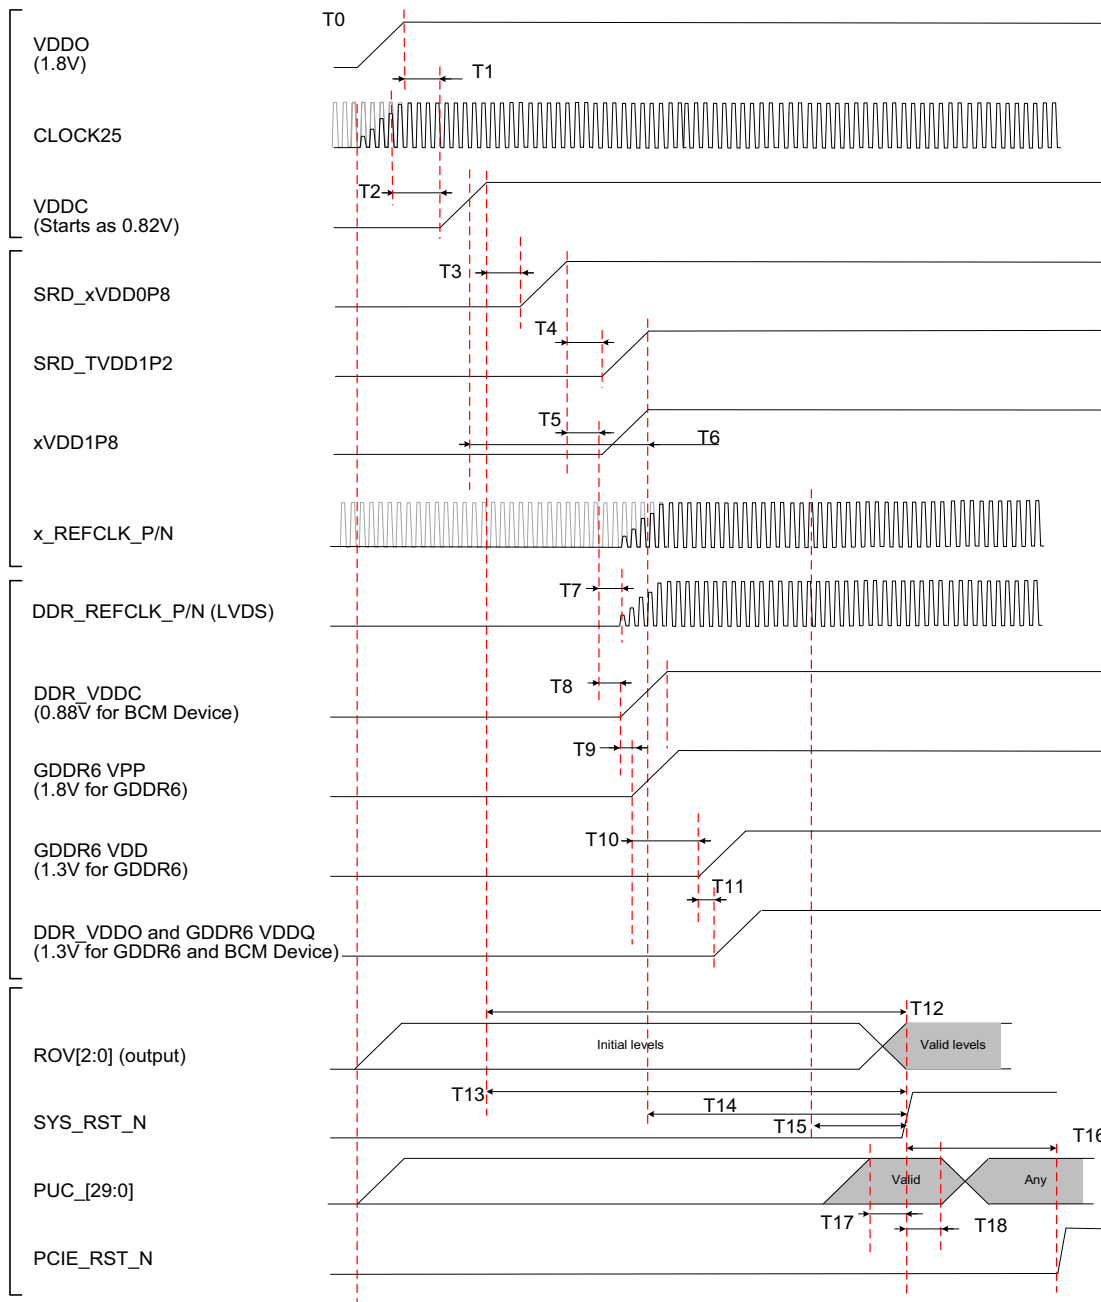 T0
VDDO
(1.8V)
T1
CLOCK25
T2
VDDC
(Starts as 0.82V)
T3
SRD_xVDD0P8
T4
SRD_TVDD1P2
T5
xVDD1P8
T6
x_REFCLK_P/N
T7
DDR_REFCLK_P/N (LVDS)
T8
DDR_VDDC
(0.88V for BCM Device)
T9
GDDR6 VPP
(1.8V for GDDR6)
T10
GDDR6 VDD
(1.3V for GDDR6)
T11
DDR_VDDO and GDDR6 VDDQ
(1.3V for GDDR6 and BCM Device)
T12
ROV[2:0] (output)
Initial levels
Valid levels
T13
T14
SYS_RST_N
T15
T16
PUC_[29:0]
Valid
Any
T17
T18
PCIE_RST_N